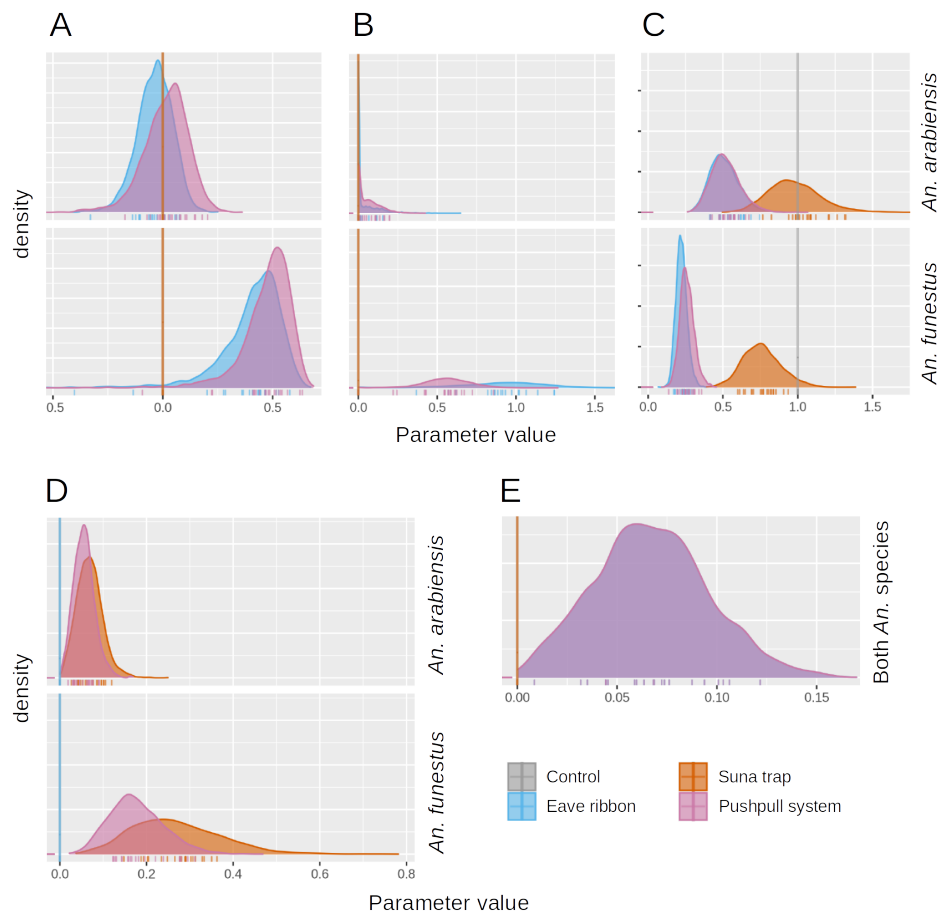 A B C
density
An. arabiensis
An. funestus
0.5 0.0 0.5 0.0 0.5 1.0 1.5 0.0 0.5 1.0 1.5
Parameter value
D E
density
An. arabiensis
An. funestus
Both An. species
0.00 0.05 0.10 0.15
Control Suna trap
Eave ribbon Pushpull system
0.0 0.2 0.4 0.6 0.8
Parameter value